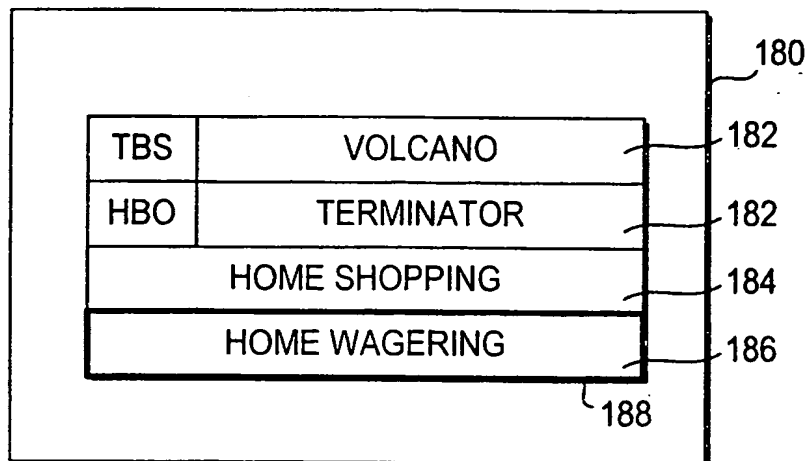 180
TBS VOLCANO 182
HBO TERMINATOR 182
HOME SHOPPING 184
HOME WAGERING 186
188